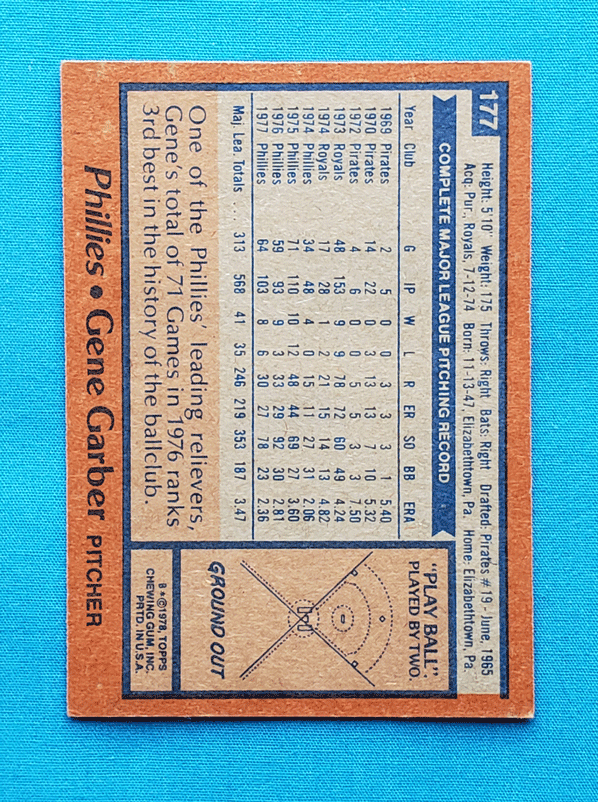 177
Height: 5'10" Weight: 175 Throws: Right Bats: Right Drafted: Pirates #19-June, 1965
Acq: Pur., Royals, 7-12-74 Born: 11-13-47, Elizabethtown, Pa. Home: Elizabethtown, Pa.
COMPLETE MAJOR LEAGUE PITCHING RECORD
Year Club G IP W L R ER SO BB ERA
1969 Pirates 2 5 0 0 3 3 3 1 5.40
1970 Pirates 14 22 0 3 13 13 7 10 5.32
1972 Pirates 4 6 0 0 5 5 3 3 7.50
1973 Royals 48 153 9 9 78 72 60 49 4.24
1974 Royals 17 28 1 2 21 15 14 13 4.82
1974 Phillies 34 48 4 0 15 11 27 31 2.06
1975 Phillies 71 110 10 12 48 44 69 27 3.60
1976 Phillies 59 93 9 3 33 29 92 30 2.81
1977 Phillies 64 103 8 6 30 27 78 23 2.36
Maj. Lea. Totals .... 313 568 41 35 246 219 353 187 3.47
One of the Phillies' leading relievers,
Gene's total of 71 Games in 1976 ranks
3rd best in the history of the ballclub.
"PLAY BALL":
PLAYED BY TWO
GROUND OUT
B*©1978, TOPPS
CHEWING GUM, INC.
PRTD. IN U.S.A.
Phillies • Gene Garber PITCHER